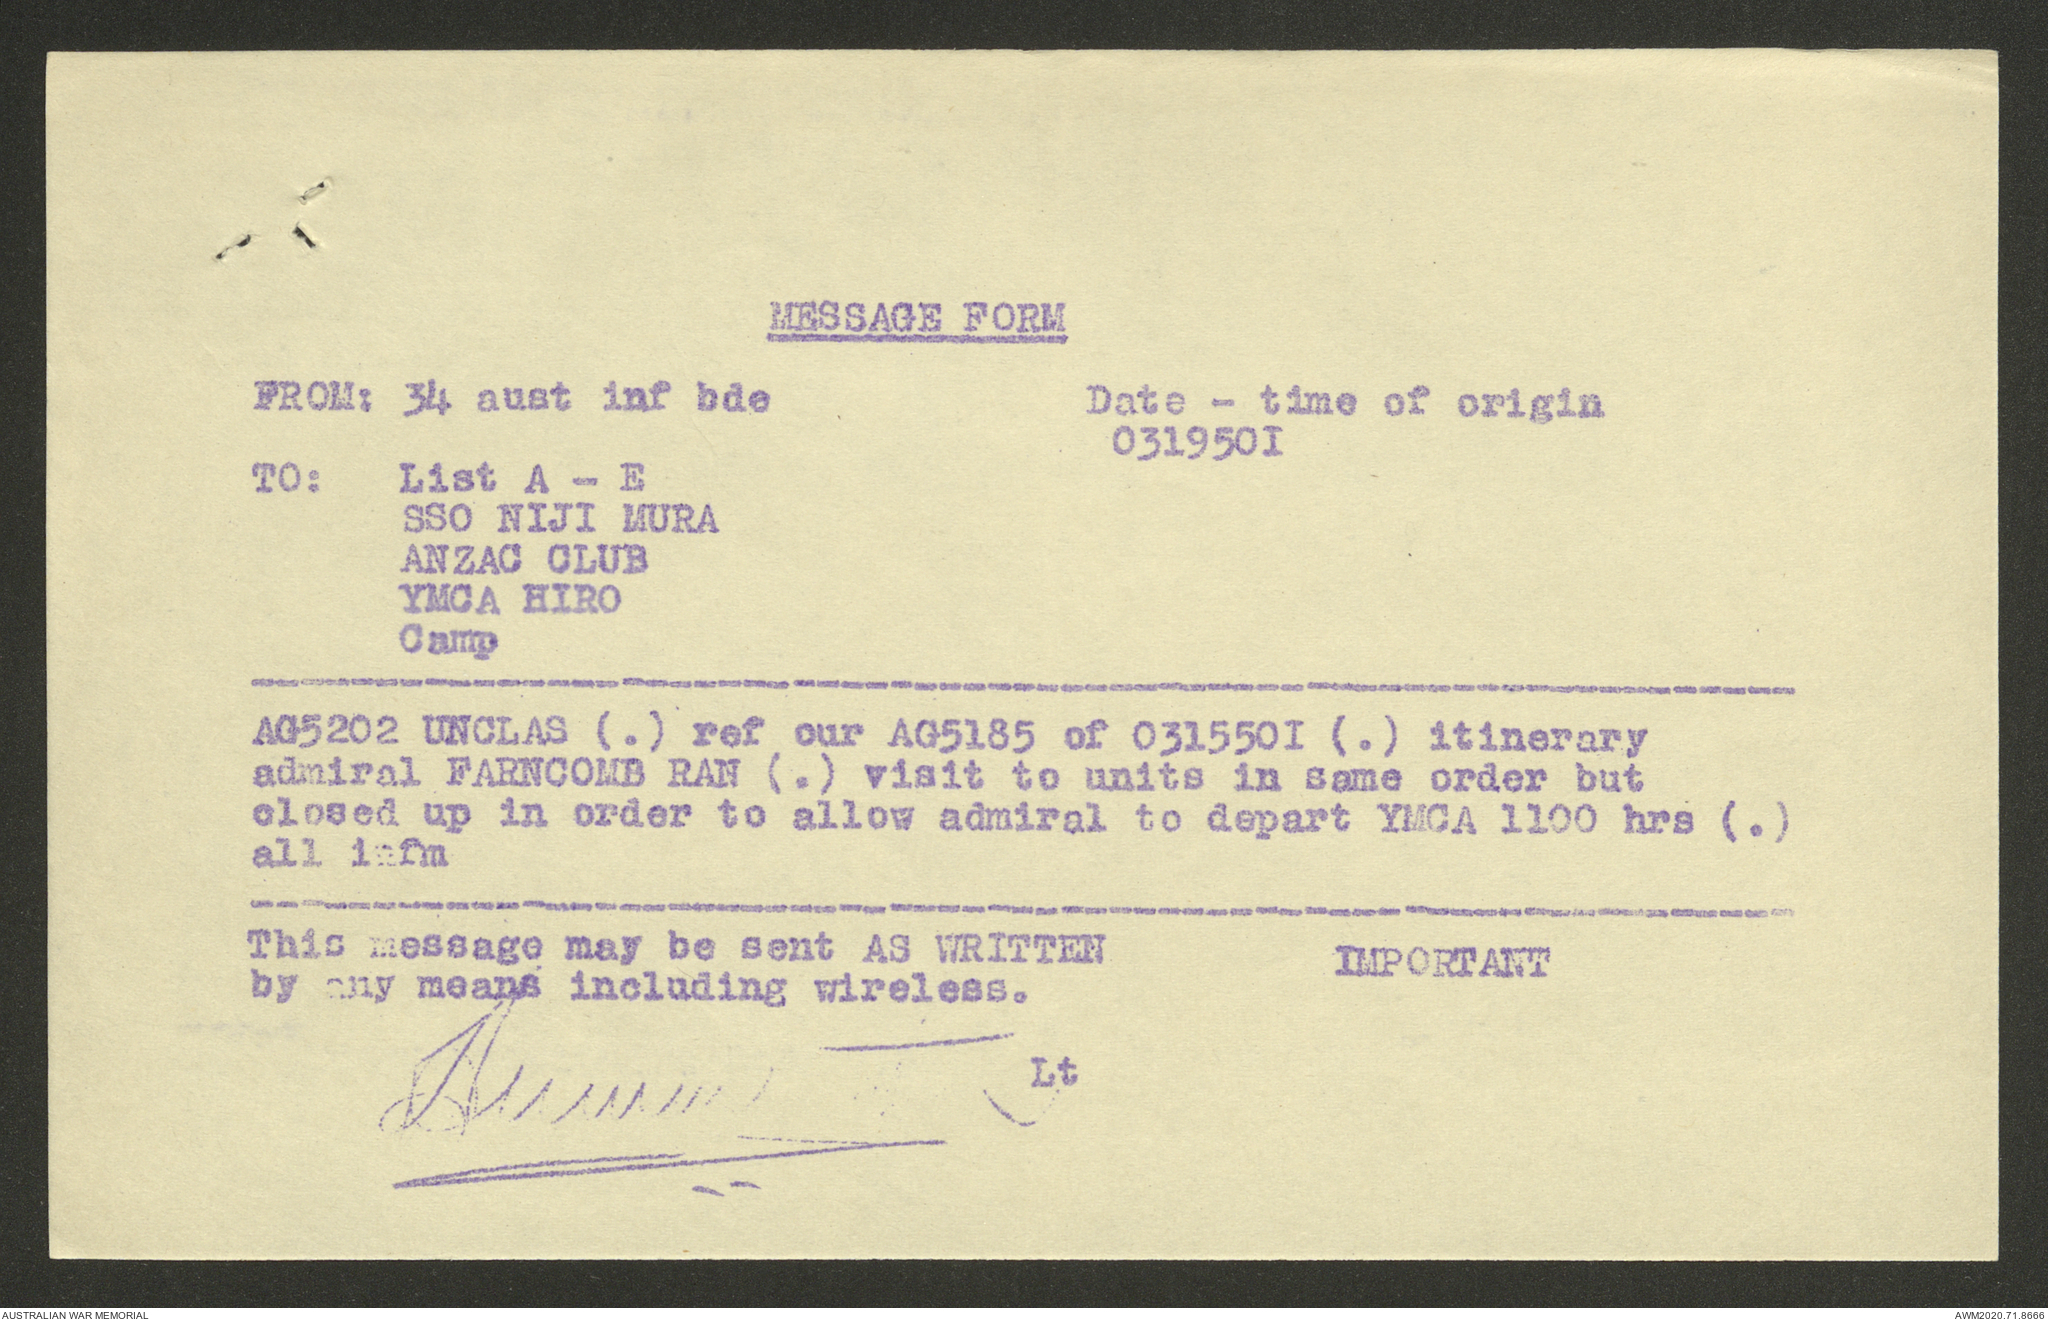 MESSAGE FORM
FROM: 34 aust inf bde
Date - time of origin
031950I
TO: List A - E
SSO NIJI MURA
ANZAC CLUB
YMCA HIRO
Camp
AG5202 UNCLAS (.) ref our AG5185 of 031550I (.) itinerary
admiral FARNCOMB RAN (.) visit to units in same order but
closed up in order to allow admiral to depart YMCA 1100 hrs (.)
all infm
This message may be sent AS WRITTEN
by any means including wireless.
IMPORTANT
Lt
AUSTRALIAN WAR MEMORIAL
AWM2020.71.8666